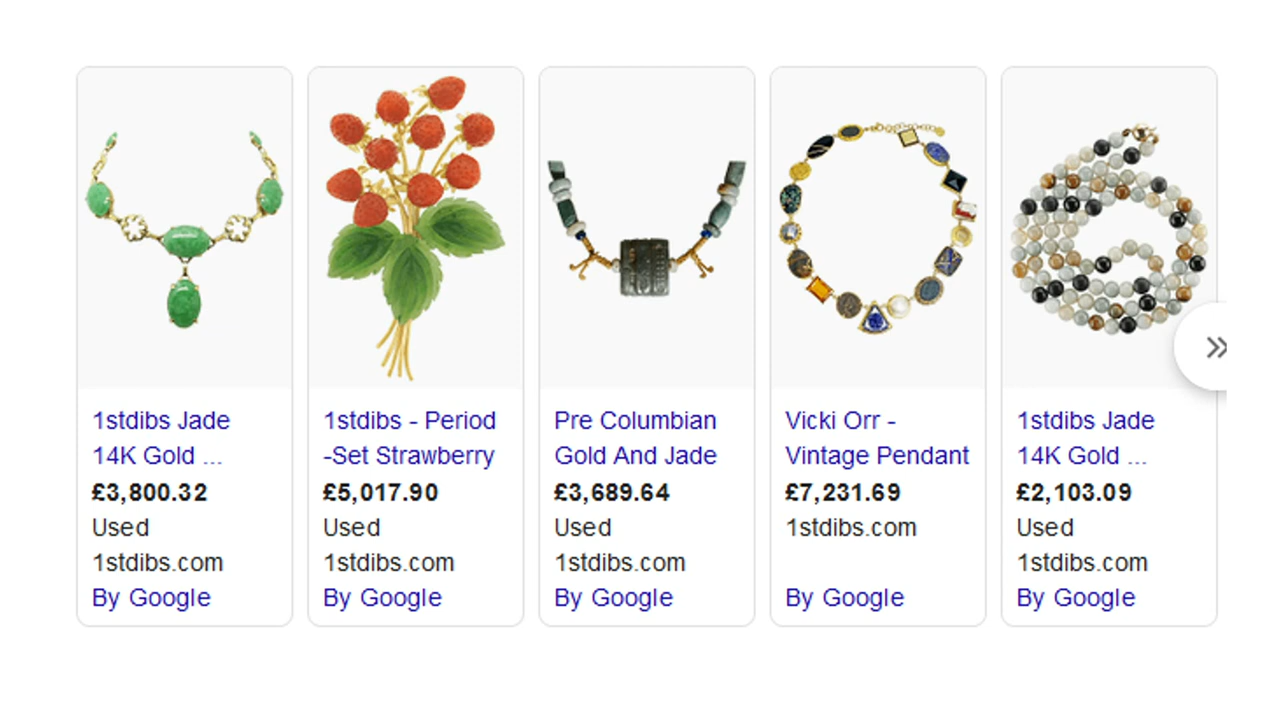 1stdibs Jade
14K Gold ...
£3,800.32
Used
1stdibs.com
By Google
1stdibs - Period
-Set Strawberry
£5,017.90
Used
1stdibs.com
By Google
Pre Columbian
Gold And Jade
£3,689.64
Used
1stdibs.com
By Google
Vicki Orr -
Vintage Pendant
£7,231.69
1stdibs.com
By Google
1stdibs Jade
14K Gold ...
£2,103.09
Used
1stdibs.com
By Google